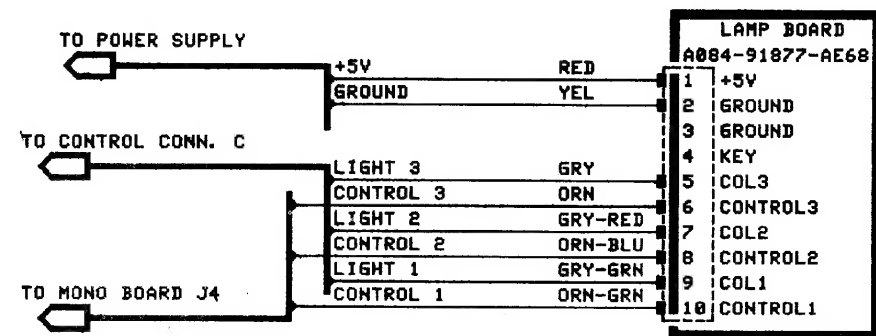 LAMP BOARD
A084-91877-AE68
TO POWER SUPPLY
+5V RED 1 +5V
GROUND YEL 2 GROUND
3 GROUND
TO CONTROL CONN. C
4 KEY
LIGHT 3 GRY 5 COL3
CONTROL 3 ORN 6 CONTROL3
LIGHT 2 GRY-RED 7 COL2
CONTROL 2 ORN-BLU 8 CONTROL2
LIGHT 1 GRY-GRN 9 COL1
TO MONO BOARD J4
CONTROL 1 ORN-GRN 10 CONTROL1